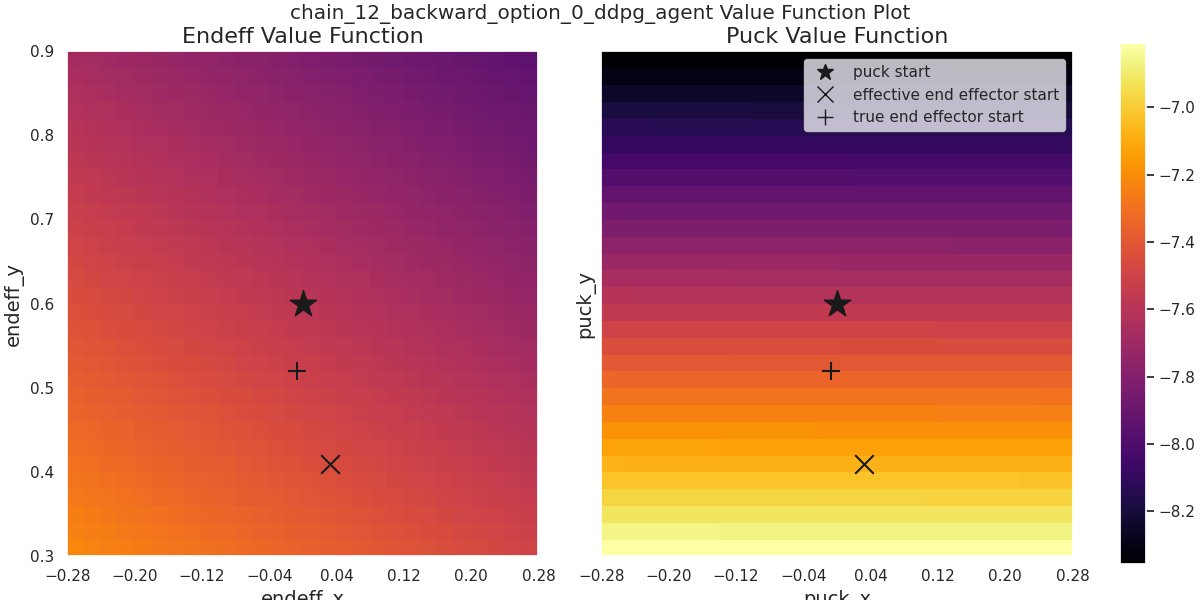 chain_12_backward_option_0_ddpg_agent Value Function Plot
Endeff Value Function
Puck Value Function
puck start
effective end effector start
true end effector start
endeff_y
0.9
0.8
0.7
0.6
0.5
0.4
0.3
−0.28 −0.20 −0.12 −0.04 0.04 0.12 0.20 0.28
endeff_x
puck_y
−0.28 −0.20 −0.12 −0.04 0.04 0.12 0.20 0.28
puck_x
−7.0
−7.2
−7.4
−7.6
−7.8
−8.0
−8.2